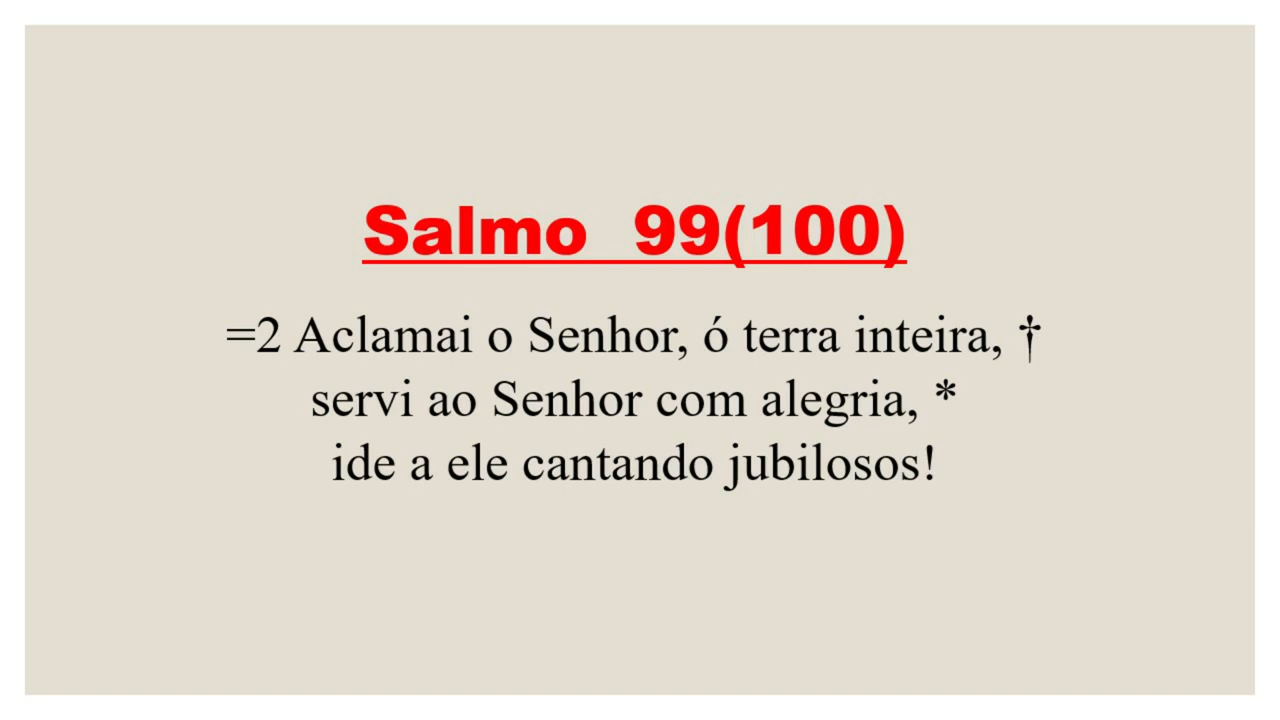 Salmo 99(100)
=2 Aclamai o Senhor, ó terra inteira, †
servi ao Senhor com alegria, *
ide a ele cantando jubilosos!